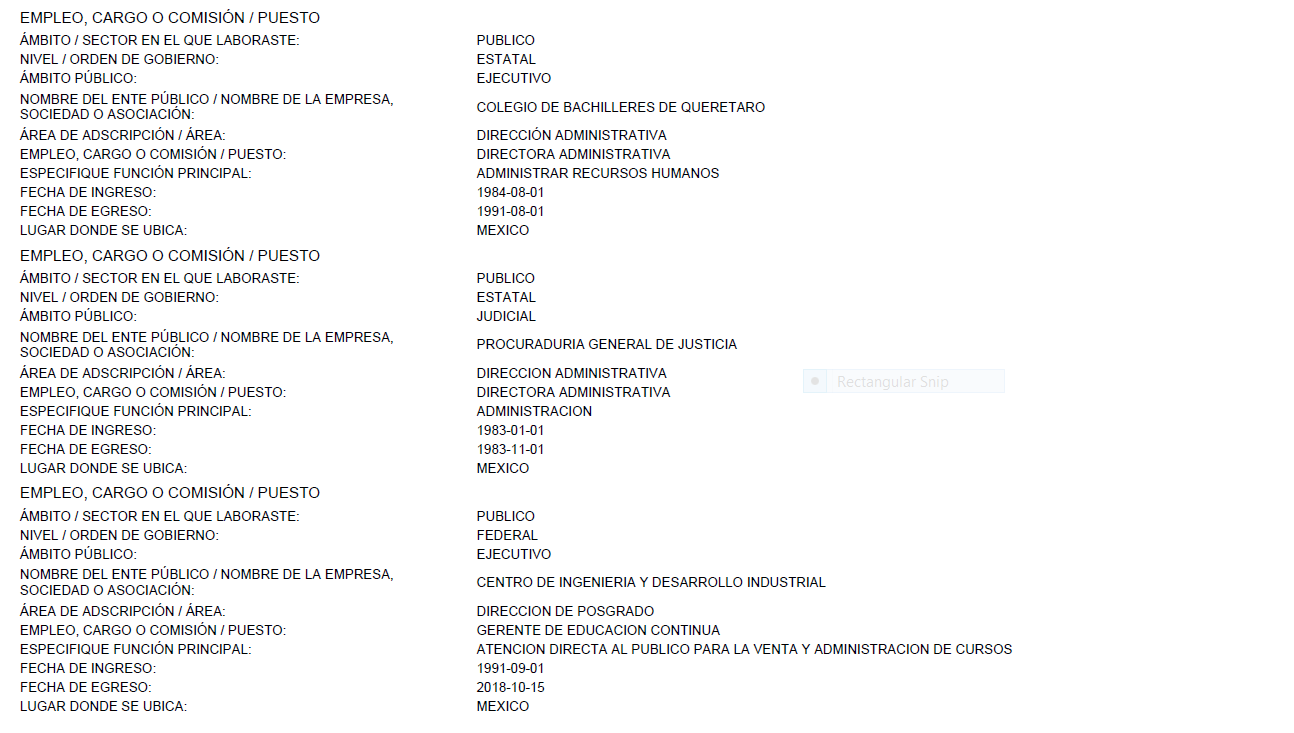 EMPLEO, CARGO O COMISIÓN / PUESTO
ÁMBITO / SECTOR EN EL QUE LABORASTE: PUBLICO
NIVEL / ORDEN DE GOBIERNO: ESTATAL
ÁMBITO PÚBLICO: EJECUTIVO
NOMBRE DEL ENTE PÚBLICO / NOMBRE DE LA EMPRESA,
SOCIEDAD O ASOCIACIÓN: COLEGIO DE BACHILLERES DE QUERETARO
ÁREA DE ADSCRIPCIÓN / ÁREA: DIRECCIÓN ADMINISTRATIVA
EMPLEO, CARGO O COMISIÓN / PUESTO: DIRECTORA ADMINISTRATIVA
ESPECIFIQUE FUNCIÓN PRINCIPAL: ADMINISTRAR RECURSOS HUMANOS
FECHA DE INGRESO: 1984-08-01
FECHA DE EGRESO: 1991-08-01
LUGAR DONDE SE UBICA: MEXICO
EMPLEO, CARGO O COMISIÓN / PUESTO
ÁMBITO / SECTOR EN EL QUE LABORASTE: PUBLICO
NIVEL / ORDEN DE GOBIERNO: ESTATAL
ÁMBITO PÚBLICO: JUDICIAL
NOMBRE DEL ENTE PÚBLICO / NOMBRE DE LA EMPRESA,
SOCIEDAD O ASOCIACIÓN: PROCURADURIA GENERAL DE JUSTICIA
ÁREA DE ADSCRIPCIÓN / ÁREA: DIRECCION ADMINISTRATIVA
Rectangular Snip
EMPLEO, CARGO O COMISIÓN / PUESTO: DIRECTORA ADMINISTRATIVA
ESPECIFIQUE FUNCIÓN PRINCIPAL: ADMINISTRACION
FECHA DE INGRESO: 1983-01-01
FECHA DE EGRESO: 1983-11-01
LUGAR DONDE SE UBICA: MEXICO
EMPLEO, CARGO O COMISIÓN / PUESTO
ÁMBITO / SECTOR EN EL QUE LABORASTE: PUBLICO
NIVEL / ORDEN DE GOBIERNO: FEDERAL
ÁMBITO PÚBLICO: EJECUTIVO
NOMBRE DEL ENTE PÚBLICO / NOMBRE DE LA EMPRESA,
SOCIEDAD O ASOCIACIÓN: CENTRO DE INGENIERIA Y DESARROLLO INDUSTRIAL
ÁREA DE ADSCRIPCIÓN / ÁREA: DIRECCION DE POSGRADO
EMPLEO, CARGO O COMISIÓN / PUESTO: GERENTE DE EDUCACION CONTINUA
ESPECIFIQUE FUNCIÓN PRINCIPAL: ATENCION DIRECTA AL PUBLICO PARA LA VENTA Y ADMINISTRACION DE CURSOS
FECHA DE INGRESO: 1991-09-01
FECHA DE EGRESO: 2018-10-15
LUGAR DONDE SE UBICA: MEXICO